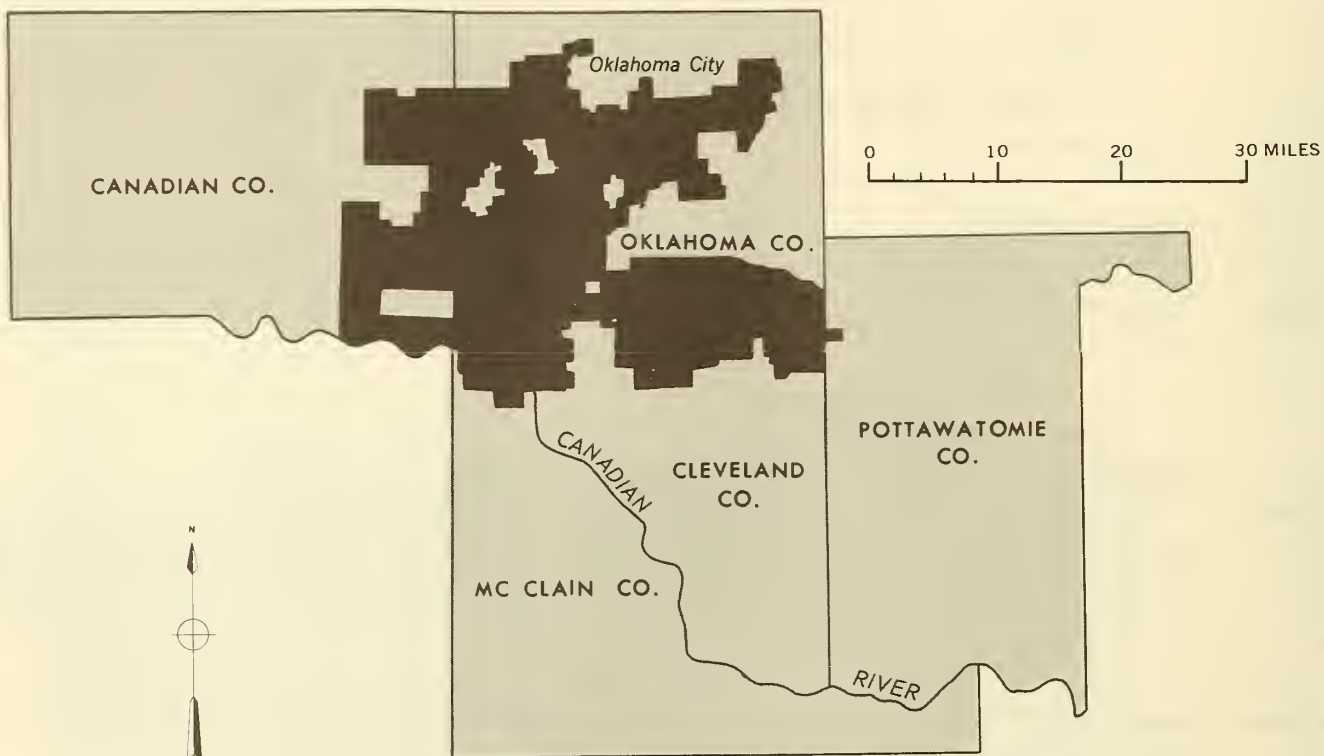 Oklahoma City
0 10 20 30 MILES
CANADIAN CO.
OKLAHOMA CO.
POTTAWATOMIE
CO.
CANADIAN
CLEVELAND
CO.
N
MC CLAIN CO.
RIVER